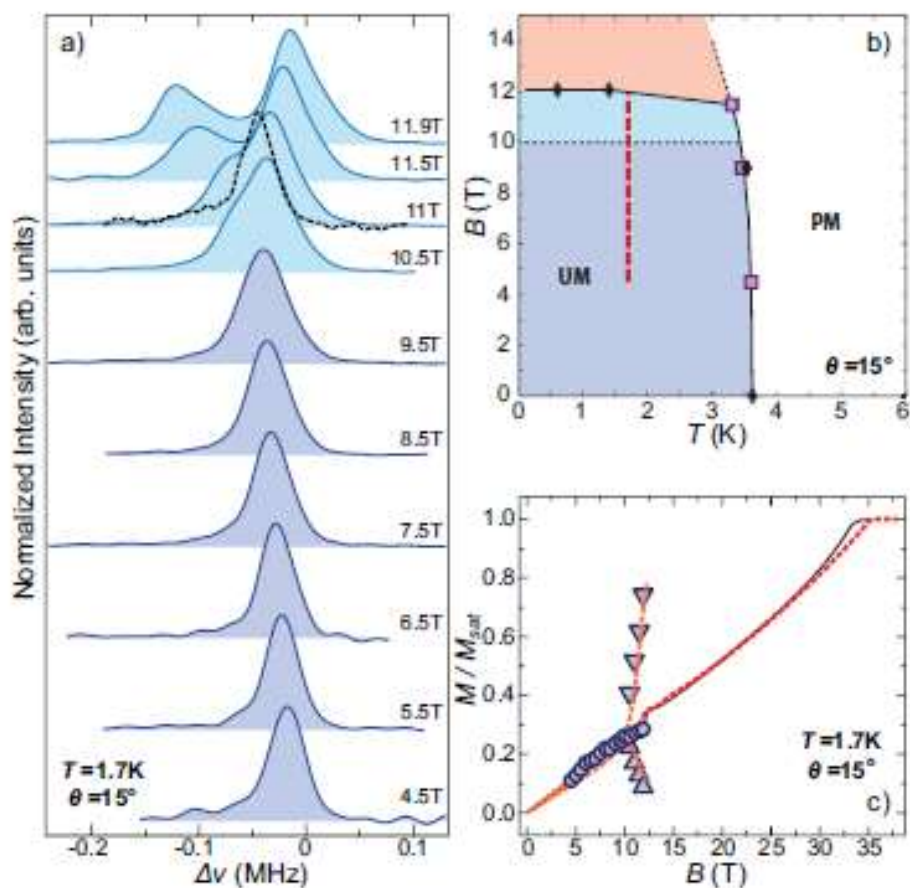 a)
11.9T
11.5T
11T
10.5T
9.5T
8.5T
7.5T
6.5T
5.5T
4.5T
T=1.7K
θ=15°
Normalized Intensity (arb. units)
-0.2
-0.1
0
0.1
Δν (MHz)
b)
14
12
10
8
6
4
2
0
B (T)
PM
UM
θ=15°
0
1
2
3
4
5
6
T (K)
1.0
0.8
0.6
0.4
0.2
0.0
M / Msat
T=1.7K
θ=15°
c)
0
5
10
15
20
25
30
35
B (T)